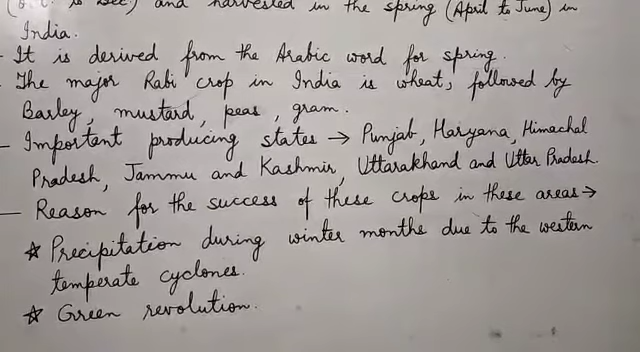 (Oct. to Dec) and harvested in the spring (April to June) in
India.
- It is derived from the Arabic word for spring.
- The major Rabi crop in India is wheat, followed by
Barley, mustard, peas, gram.
- Important producing states → Punjab, Haryana, Himachal
Pradesh, Jammu and Kashmir, Uttarakhand and Uttar Pradesh.
- Reason for the success of these crops in these areas →
☆ Precipitation during winter months due to the western
temperate cyclones.
☆ Green revolution.